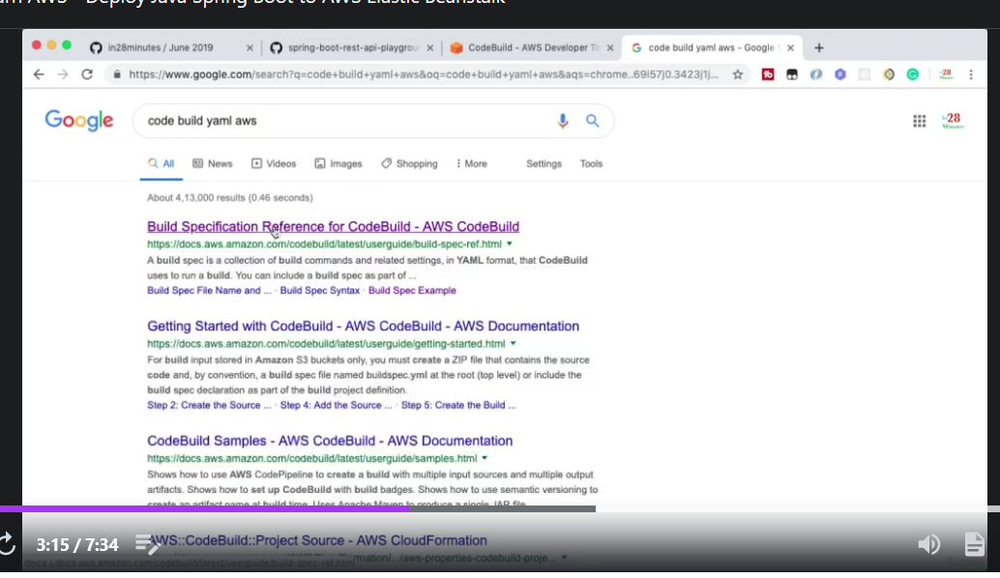 Deploy Java Spring Boot to AWS Elastic Beanstalk
in28minutes / June 2019
spring-boot-rest-api-playgrou
CodeBuild - AWS Developer To
code build yaml aws - Google
https://www.google.com/search?q=code+build+yaml+aws&oq=code+build+yaml+aws&aqs=chrome..69i57j0.3423j1j...
Google
code build yaml aws
28
Minutes
All
News
Videos
Images
Shopping
More
Settings
Tools
About 4,13,000 results (0.46 seconds)
Build Specification Reference for CodeBuild - AWS CodeBuild
https://docs.aws.amazon.com/codebuild/latest/userguide/build-spec-ref.html
A build spec is a collection of build commands and related settings, in YAML format, that CodeBuild
uses to run a build. You can include a build spec as part of ...
Build Spec File Name and ... · Build Spec Syntax · Build Spec Example
Getting Started with CodeBuild - AWS CodeBuild - AWS Documentation
https://docs.aws.amazon.com/codebuild/latest/userguide/getting-started.html
For build input stored in Amazon S3 buckets only, you must create a ZIP file that contains the source
code and, by convention, a build spec file named buildspec.yml at the root (top level) or include the
build spec declaration as part of the build project definition.
Step 2: Create the Source ... · Step 4: Add the Source ... · Step 5: Create the Build ...
CodeBuild Samples - AWS CodeBuild - AWS Documentation
https://docs.aws.amazon.com/codebuild/latest/userguide/samples.html
Shows how to use AWS CodePipeline to create a build with multiple input sources and multiple output
artifacts. Shows how to set up CodeBuild with build badges. Shows how to use semantic versioning to
create an artifact name at build time. Uses Apache Maven to produce a single JAR file.
3:15 / 7:34
AWS::CodeBuild::Project Source - AWS CloudFormation
rmation/.../aws-properties-codebuild-proje...
docs.aws.amazon.com/codebuild/latest/userguide/build-spec-ref.html